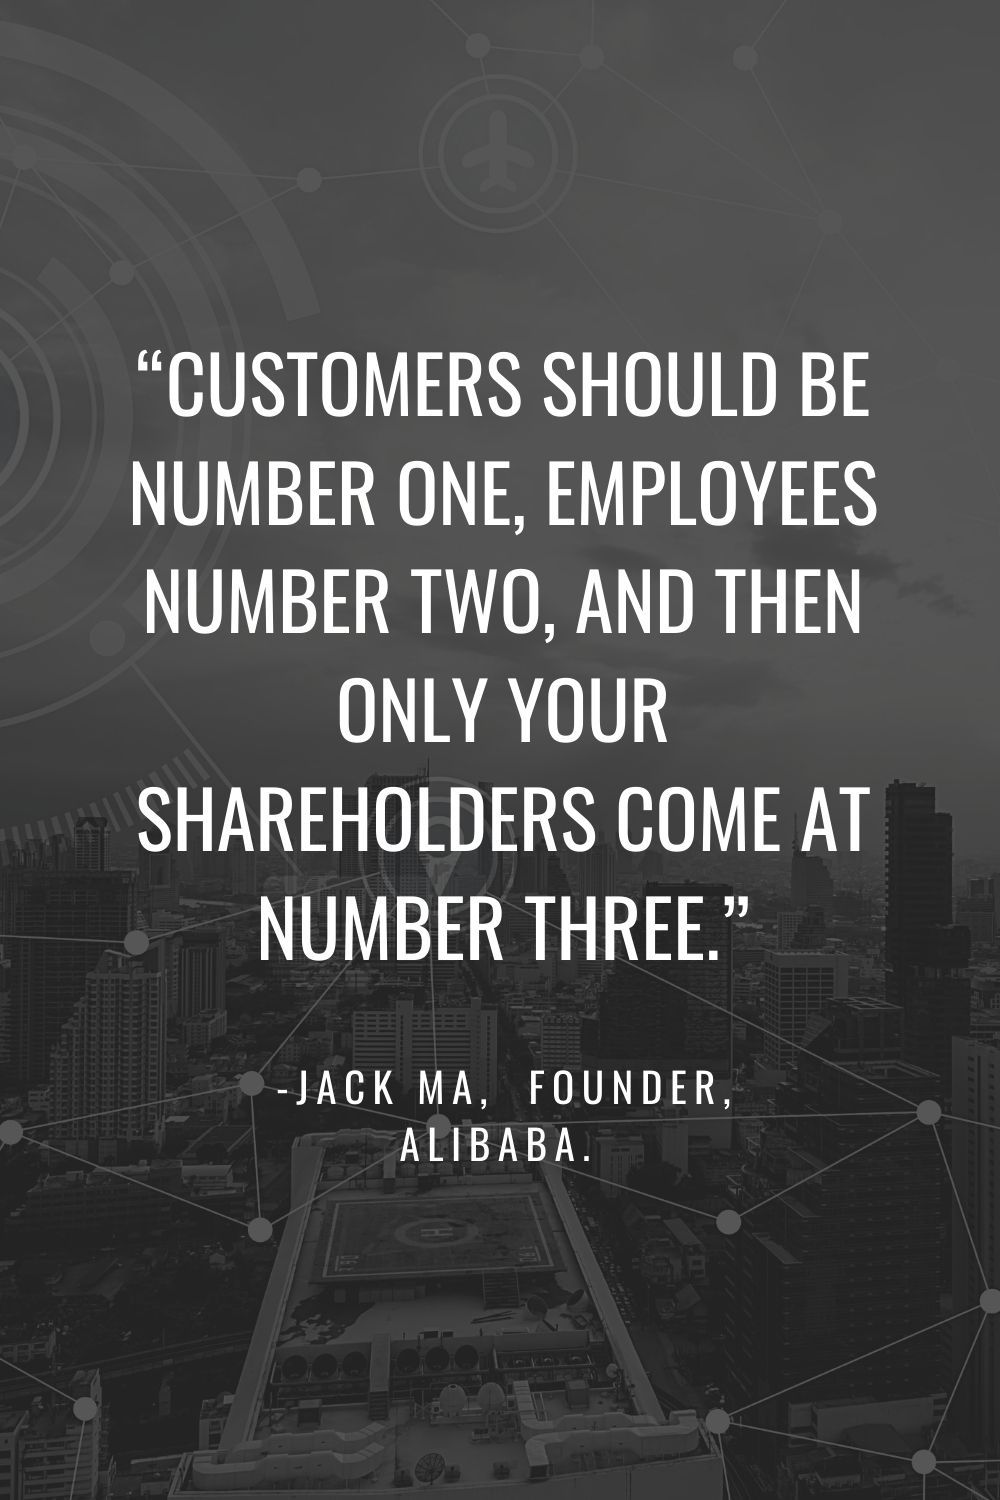 “CUSTOMERS SHOULD BE
NUMBER ONE, EMPLOYEES
NUMBER TWO, AND THEN
ONLY YOUR
SHAREHOLDERS COME AT
NUMBER THREE.”
-JACK MA, FOUNDER,
ALIBABA.
H